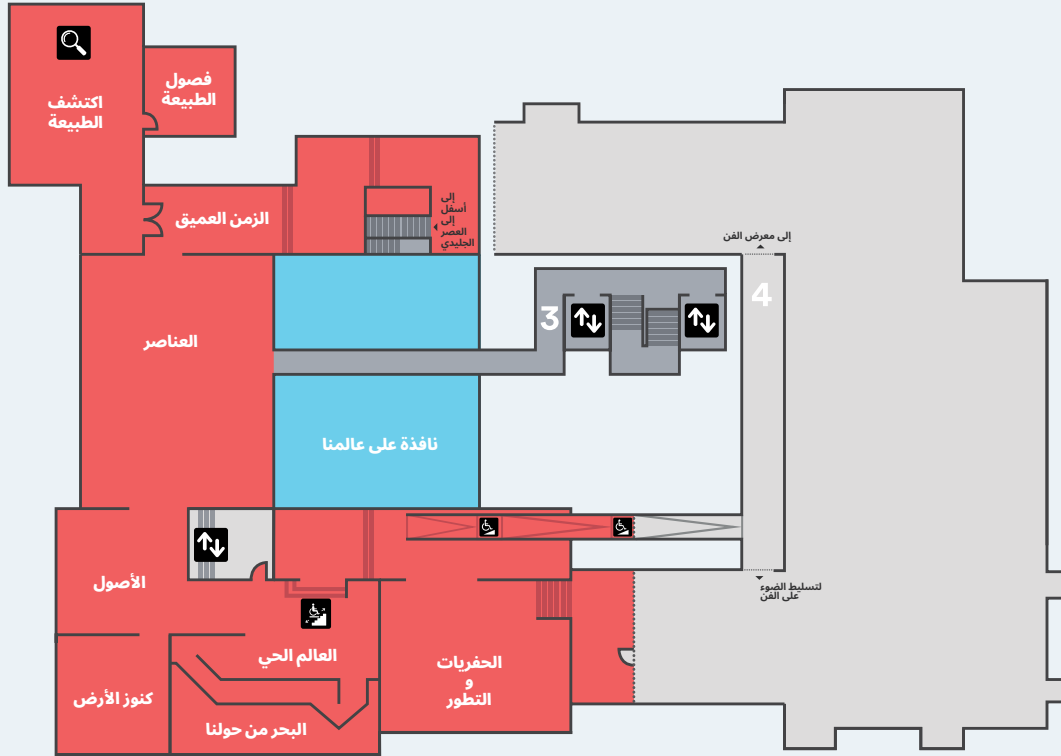 اكتشف
الطبيعة
فصول
الطبيعة
الزمن العميق
إلى
أسفل
إلى
العصر
الجليدي
إلى معرض الفن
3
4
العناصر
نافذة على عالمنا
الأصول
لتسليط الضوء
على الفن
العالم الحي
الحفريات
و
التطور
كنوز الأرض
البحر من حولنا